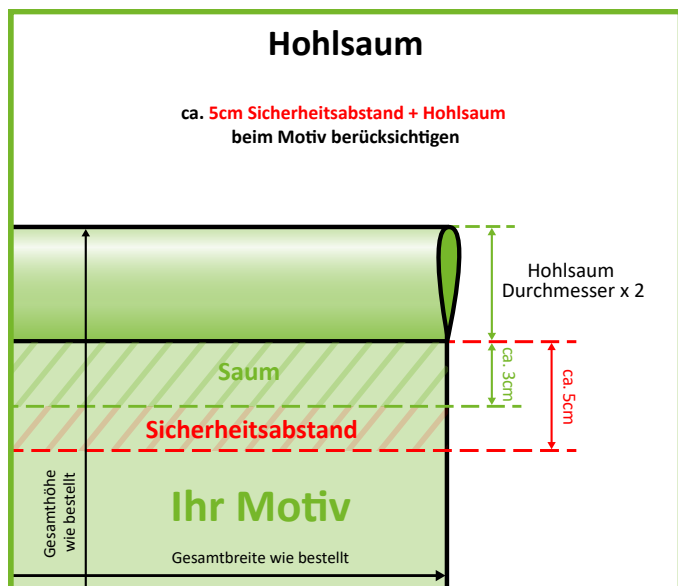 Hohlsaum
ca. 5cm Sicherheitsabstand + Hohlsaum
beim Motiv berücksichtigen
Hohlsaum
Durchmesser x 2
Saum
ca. 3cm
ca. 5cm
Sicherheitsabstand
Ihr Motiv
Gesamthöhe
wie bestellt
Gesamtbreite wie bestellt